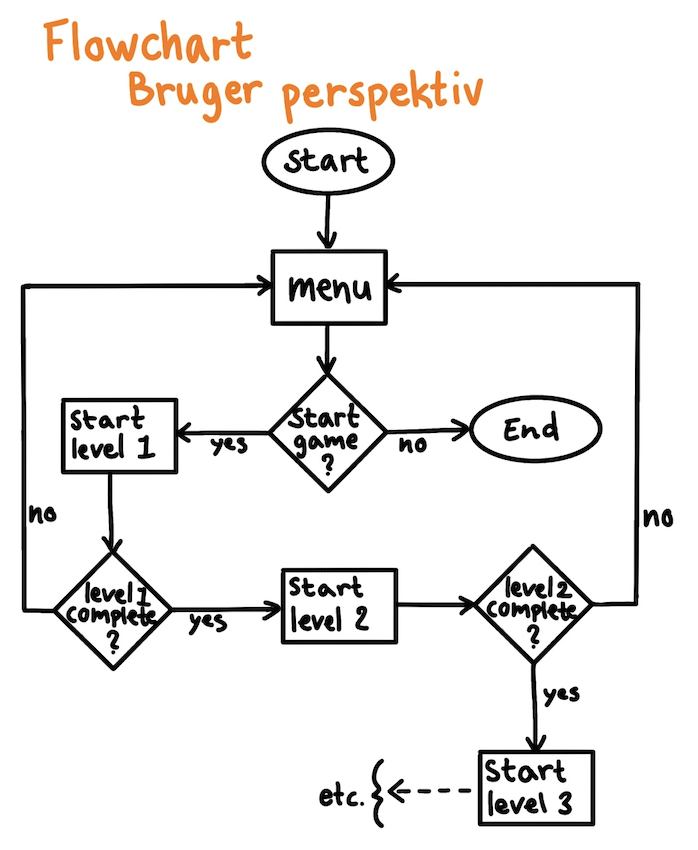 Flowchart
Bruger perspektiv
Start
menu
Start
game
?
yes
no
End
Start
level 1
no
level 1
complete
?
yes
Start
level 2
level 2
complete
?
no
yes
Start
level 3
etc.